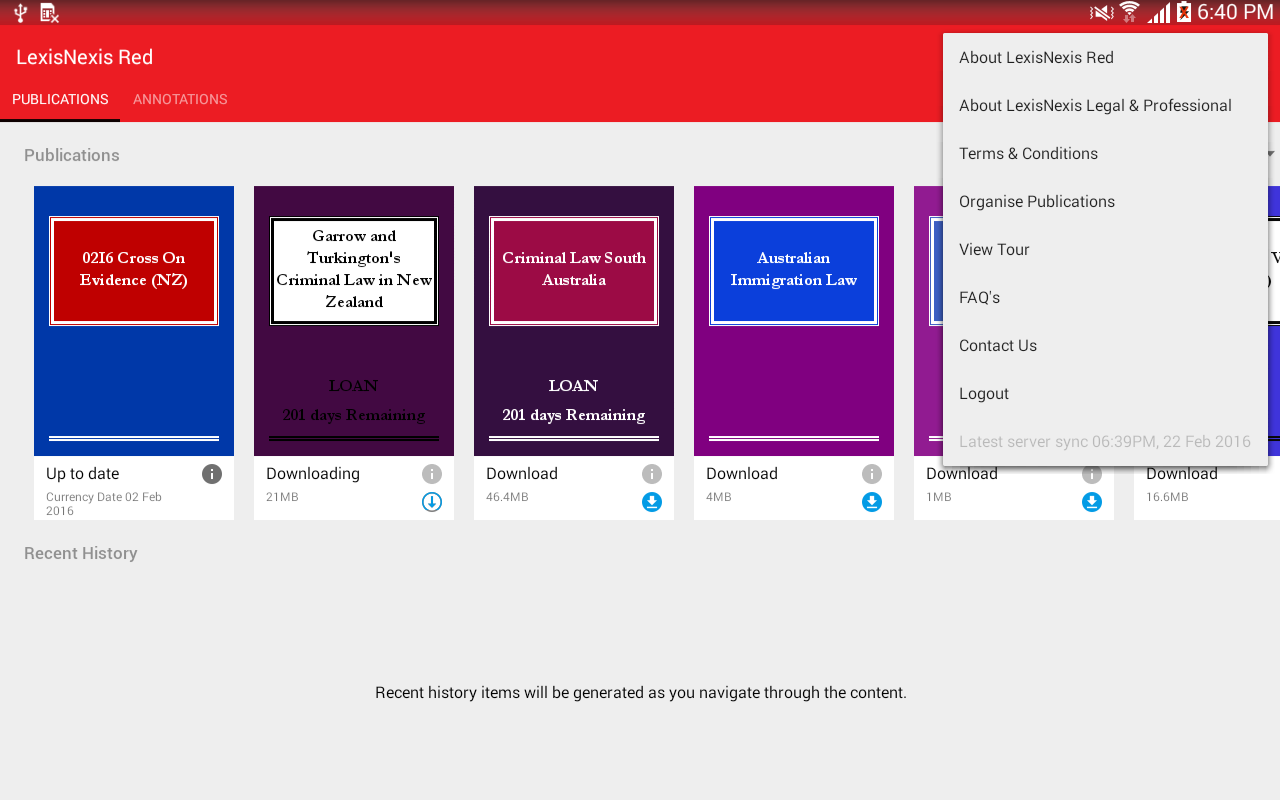 6:40 PM
LexisNexis Red
PUBLICATIONS
ANNOTATIONS
About LexisNexis Red
About LexisNexis Legal & Professional
Terms & Conditions
Organise Publications
View Tour
FAQ's
Contact Us
Logout
Latest server sync 06:39PM, 22 Feb 2016
Publications
0216 Cross On
Evidence (NZ)
Up to date
Currency Date 02 Feb
2016
Garrow and
Turkington's
Criminal Law in New
Zealand
LOAN
201 days Remaining
Downloading
21MB
Criminal Law South
Australia
LOAN
201 days Remaining
Download
46.4MB
Australian
Immigration Law
Download
4MB
Download
1MB
Download
16.6MB
Recent History
Recent history items will be generated as you navigate through the content.